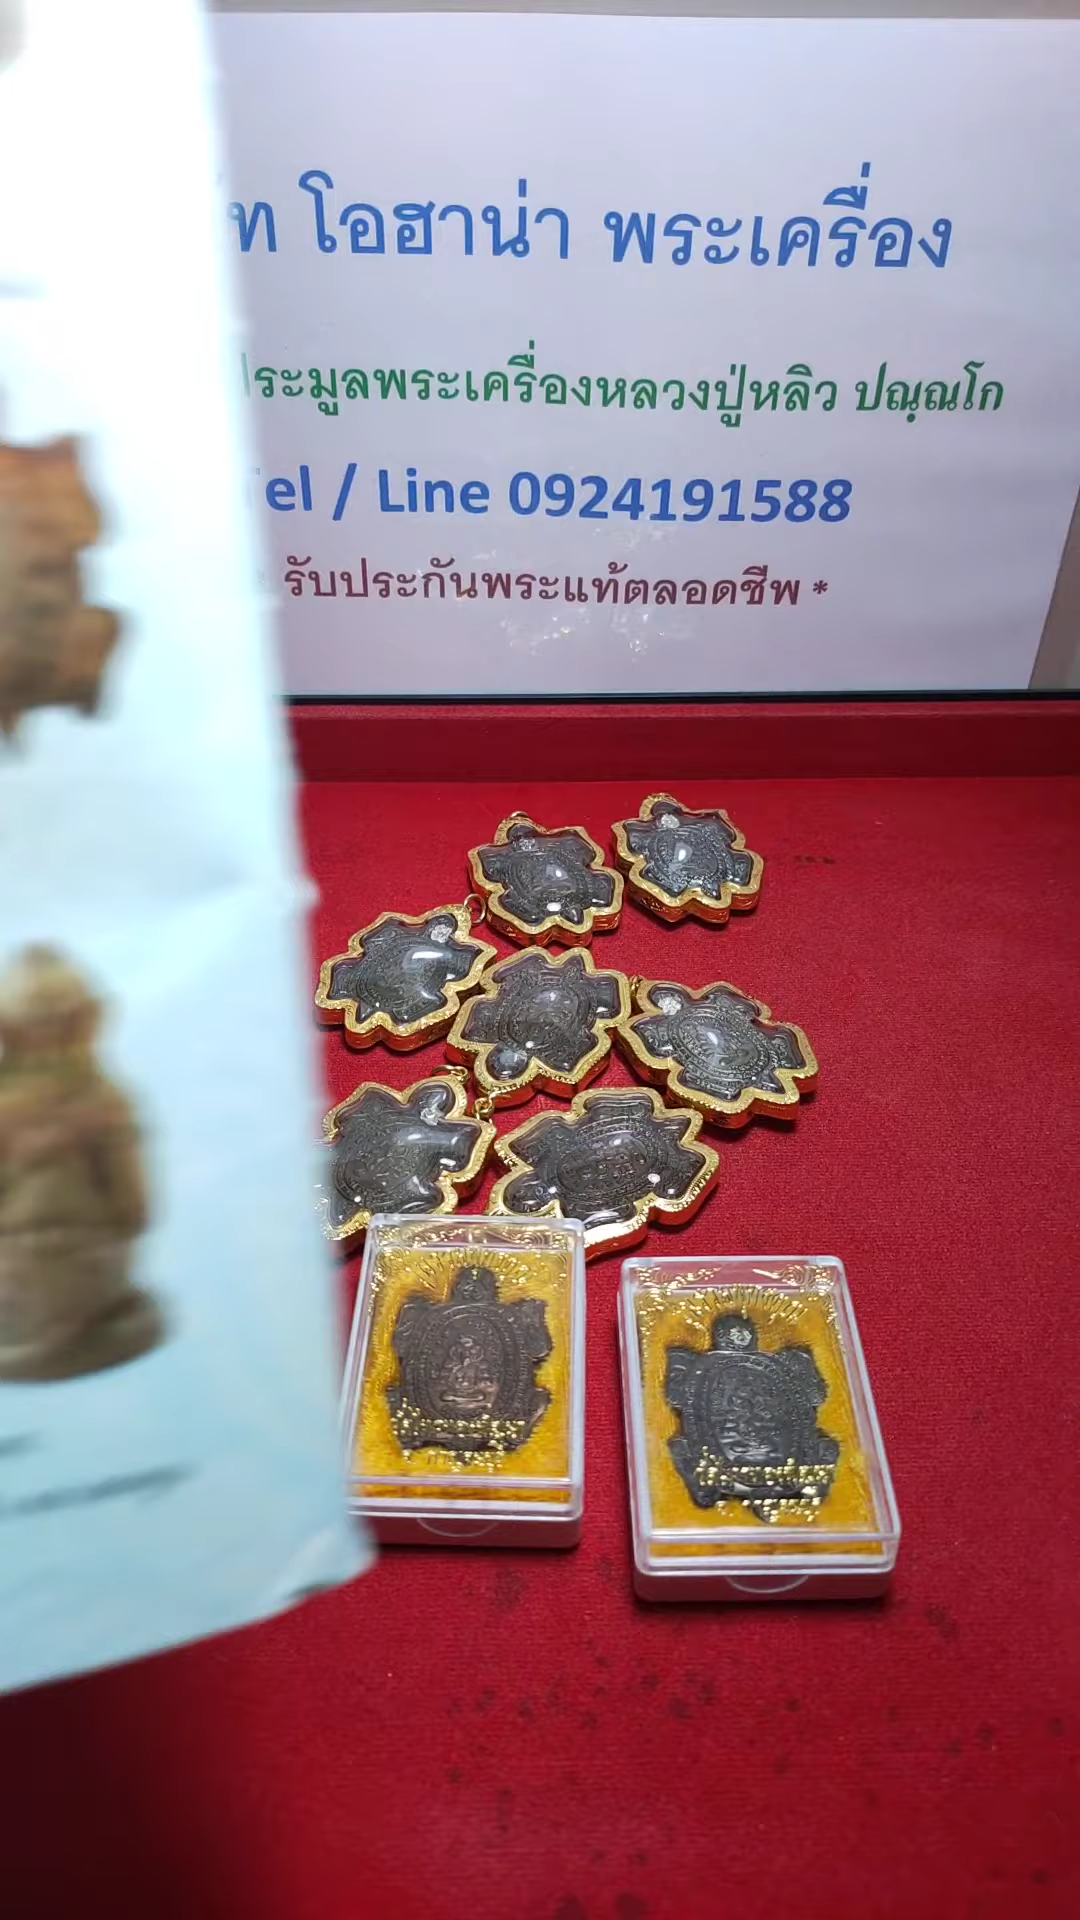 ท โอฮาน่า พระเครื่อง
ระมูลพระเครื่องหลวงปู่หลิว ปณฺณโก
el / Line 0924191588
รับประกันพระแท้ตลอดชีพ *